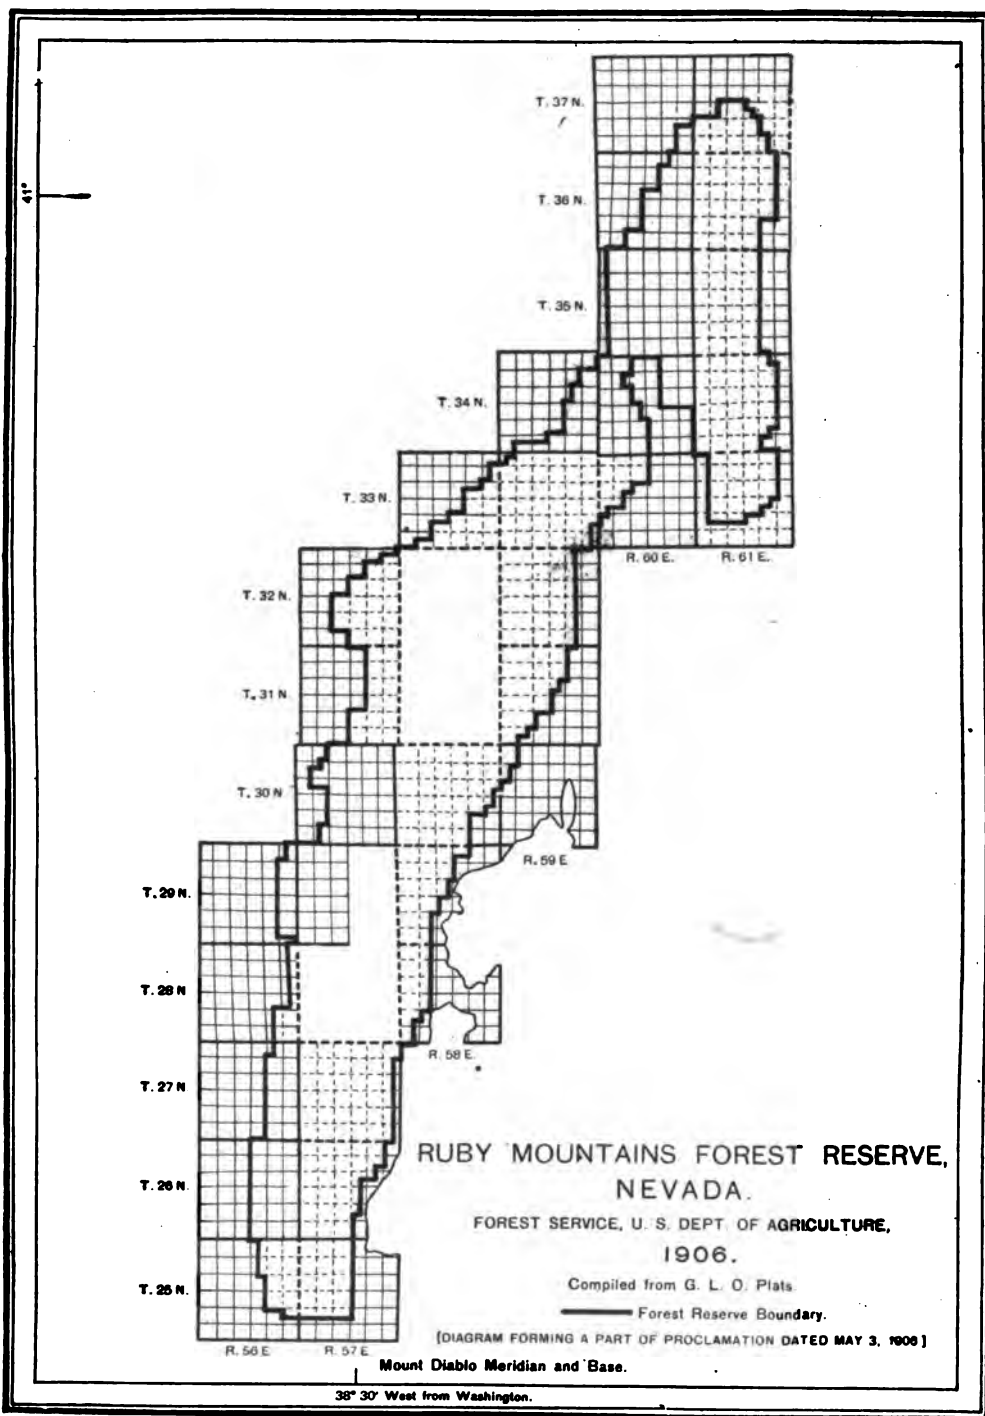 T. 37 N.
41°
T. 36 N.
T. 35 N.
T. 34 N.
T. 33 N.
R. 60 E.
R. 61 E.
T. 32 N.
T. 31 N
T. 30 N
R. 59 E
T. 29 N.
T. 28 N
R. 58 E
T. 27 N
T. 26 N.
T. 25 N.
R. 56 E
R. 57 E
RUBY MOUNTAINS FOREST RESERVE,
NEVADA.
FOREST SERVICE, U. S. DEPT. OF AGRICULTURE,
1906.
Compiled from G. L. O. Plats
Forest Reserve Boundary.
[DIAGRAM FORMING A PART OF PROCLAMATION DATED MAY 3, 1906]
Mount Diablo Meridian and Base.
38° 30' West from Washington.